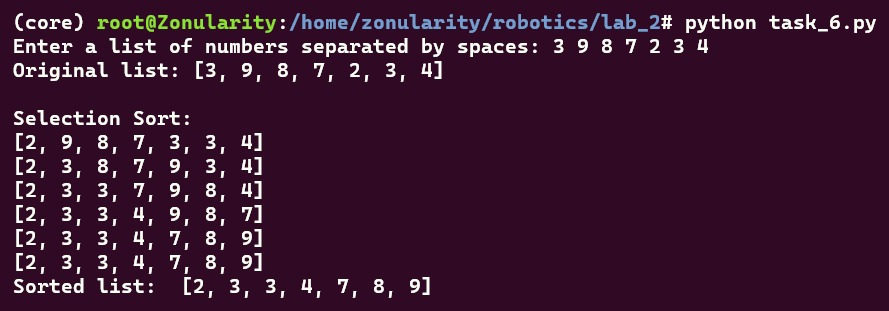 (core) root@Zonularity:/home/zonularity/robotics/lab_2# python task_6.py
Enter a list of numbers separated by spaces: 3 9 8 7 2 3 4
Original list: [3, 9, 8, 7, 2, 3, 4]

Selection Sort:
[2, 9, 8, 7, 3, 3, 4]
[2, 3, 8, 7, 9, 3, 4]
[2, 3, 3, 7, 9, 8, 4]
[2, 3, 3, 4, 9, 8, 7]
[2, 3, 3, 4, 7, 8, 9]
[2, 3, 3, 4, 7, 8, 9]
Sorted list:  [2, 3, 3, 4, 7, 8, 9]